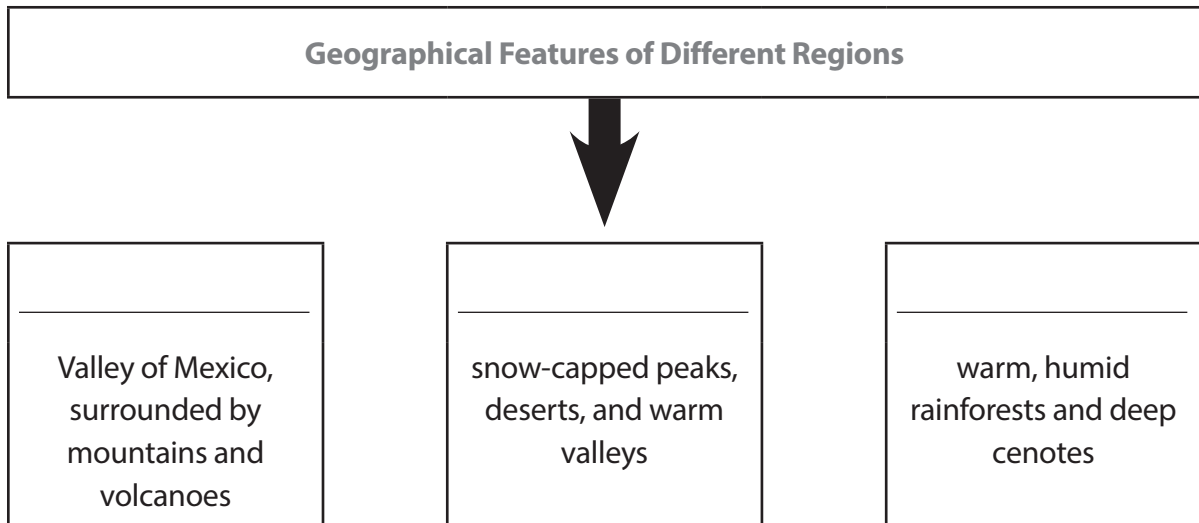 Geographical Features of Different Regions
Valley of Mexico,
surrounded by
mountains and
volcanoes
snow-capped peaks,
deserts, and warm
valleys
warm, humid
rainforests and deep
cenotes